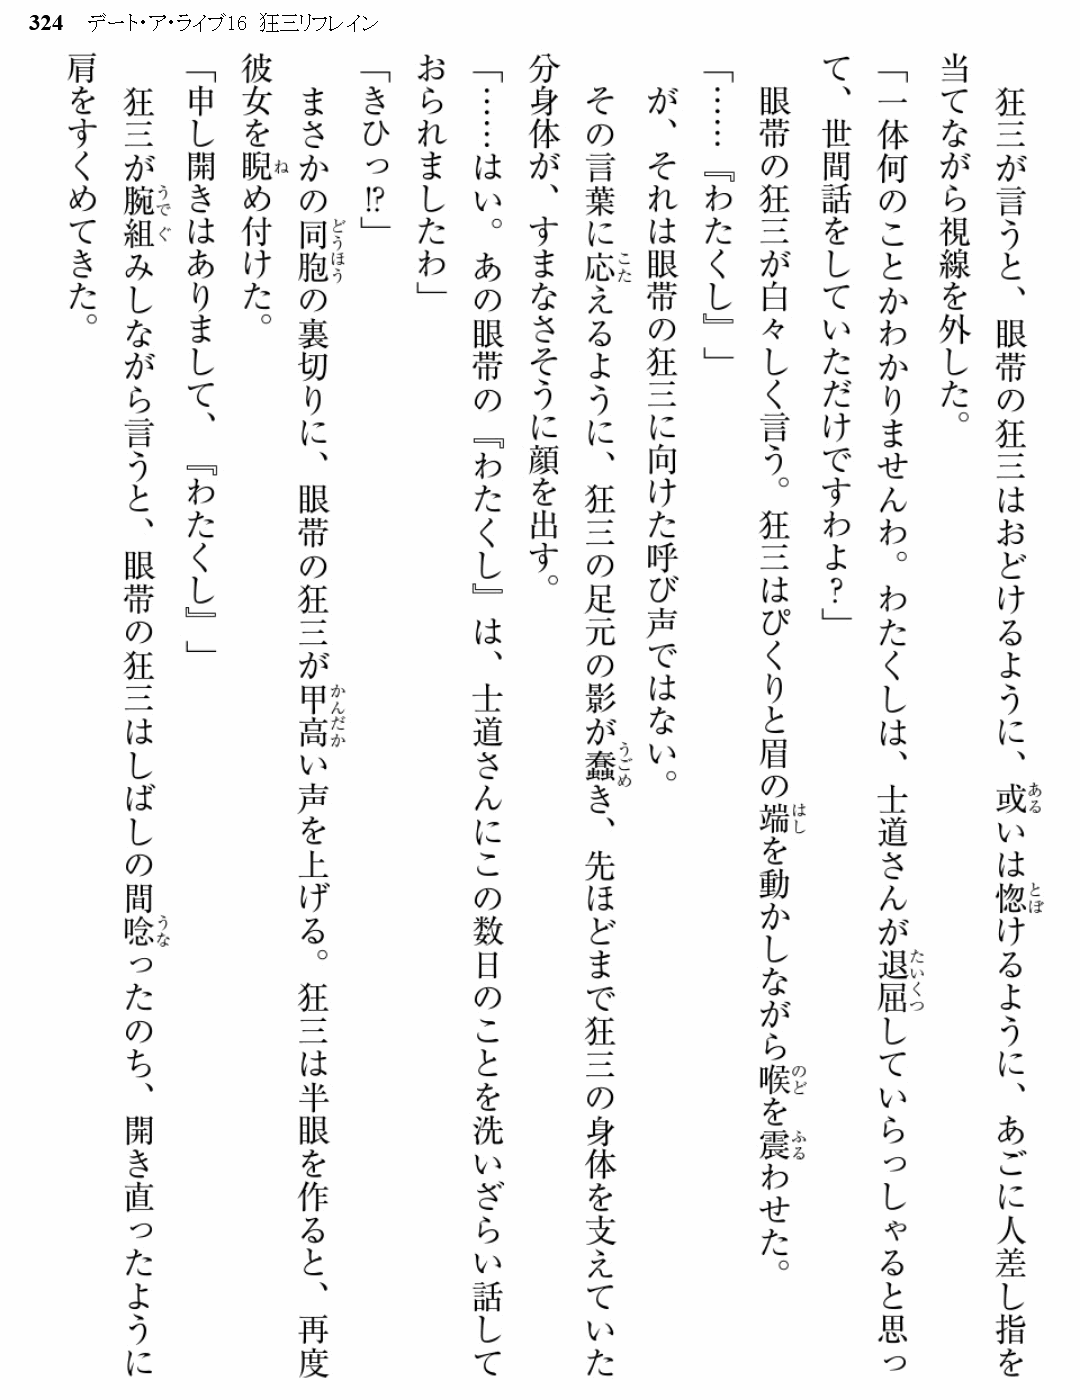 324 デート・ア・ライブ16 狂三リフレイン
　狂三が言うと、眼帯の狂三はおどけるように、或いは惚けるように、あごに人差し指を
当てながら視線を外した。
「一体何のことかわかりませんわ。わたくしは、士道さんが退屈していらっしゃると思っ
て、世間話をしていただけですわよ?」
　眼帯の狂三が白々しく言う。狂三はぴくりと眉の端を動かしながら喉を震わせた。
「……『わたくし』」
　が、それは眼帯の狂三に向けた呼び声ではない。
　その言葉に応えるように、狂三の足元の影が蠢き、先ほどまで狂三の身体を支えていた
分身体が、すまなさそうに顔を出す。
「……はい。あの眼帯の『わたくし』は、士道さんにこの数日のことを洗いざらい話して
おられましたわ」
「きひっ!?」
　まさかの同胞の裏切りに、眼帯の狂三が甲高い声を上げる。狂三は半眼を作ると、再度
彼女を睨め付けた。
「申し開きはありまして、『わたくし』」
　狂三が腕組みしながら言うと、眼帯の狂三はしばしの間唸ったのち、開き直ったように
肩をすくめてきた。